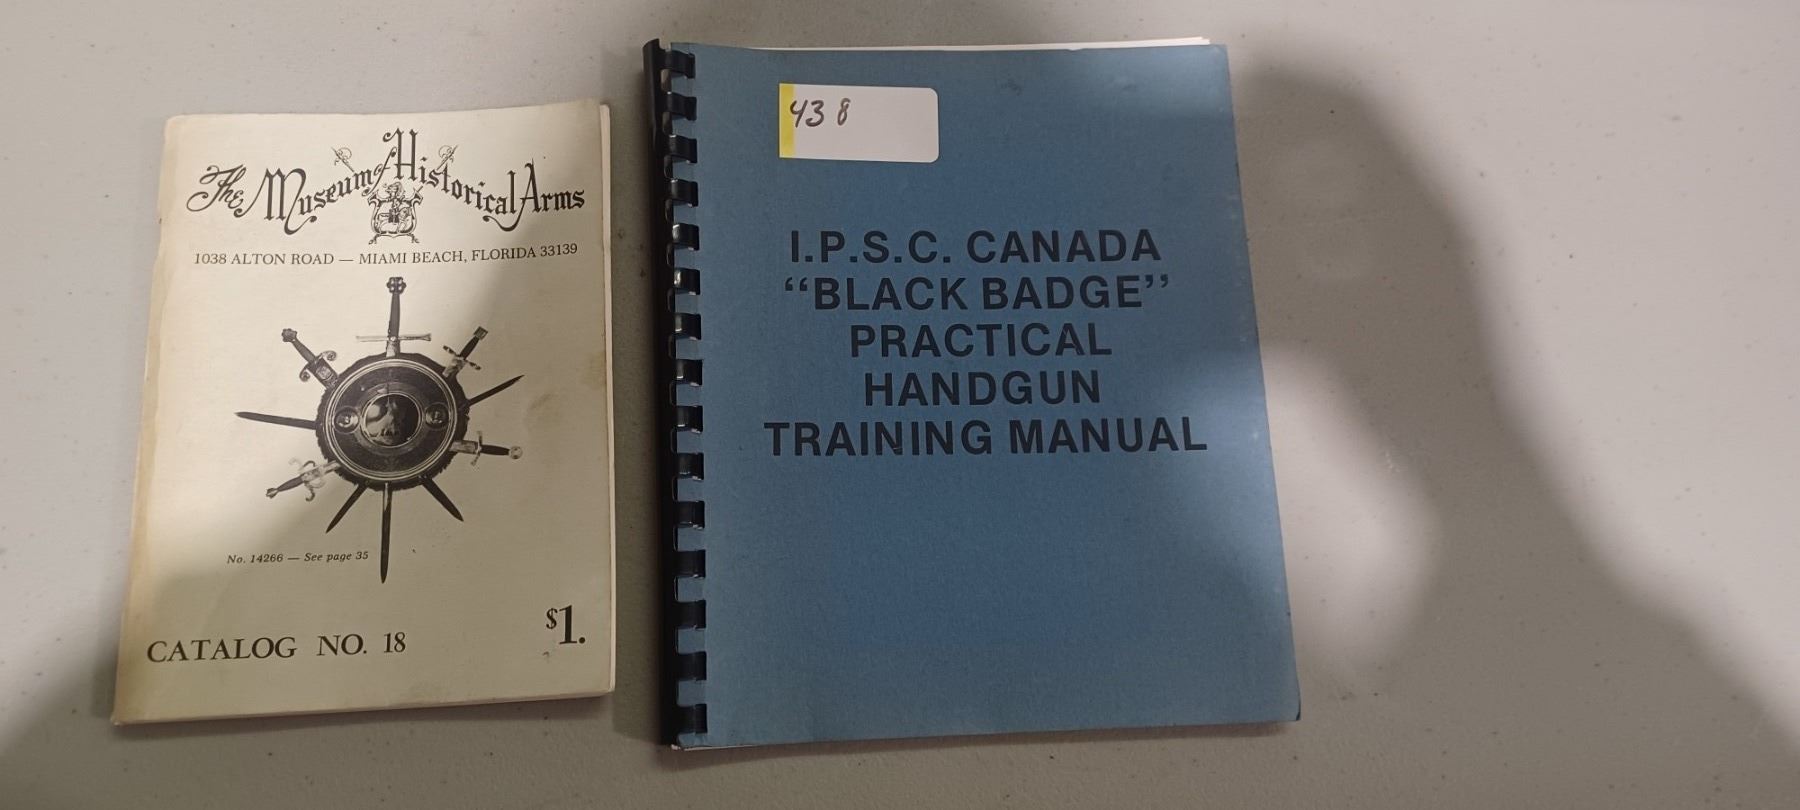 The Museum of Historical Arms
1038 ALTON ROAD — MIAMI BEACH, FLORIDA 33139
No. 14266 — See page 35
$1.
CATALOG NO. 18
438
I.P.S.C. CANADA
“BLACK BADGE”
PRACTICAL
HANDGUN
TRAINING MANUAL